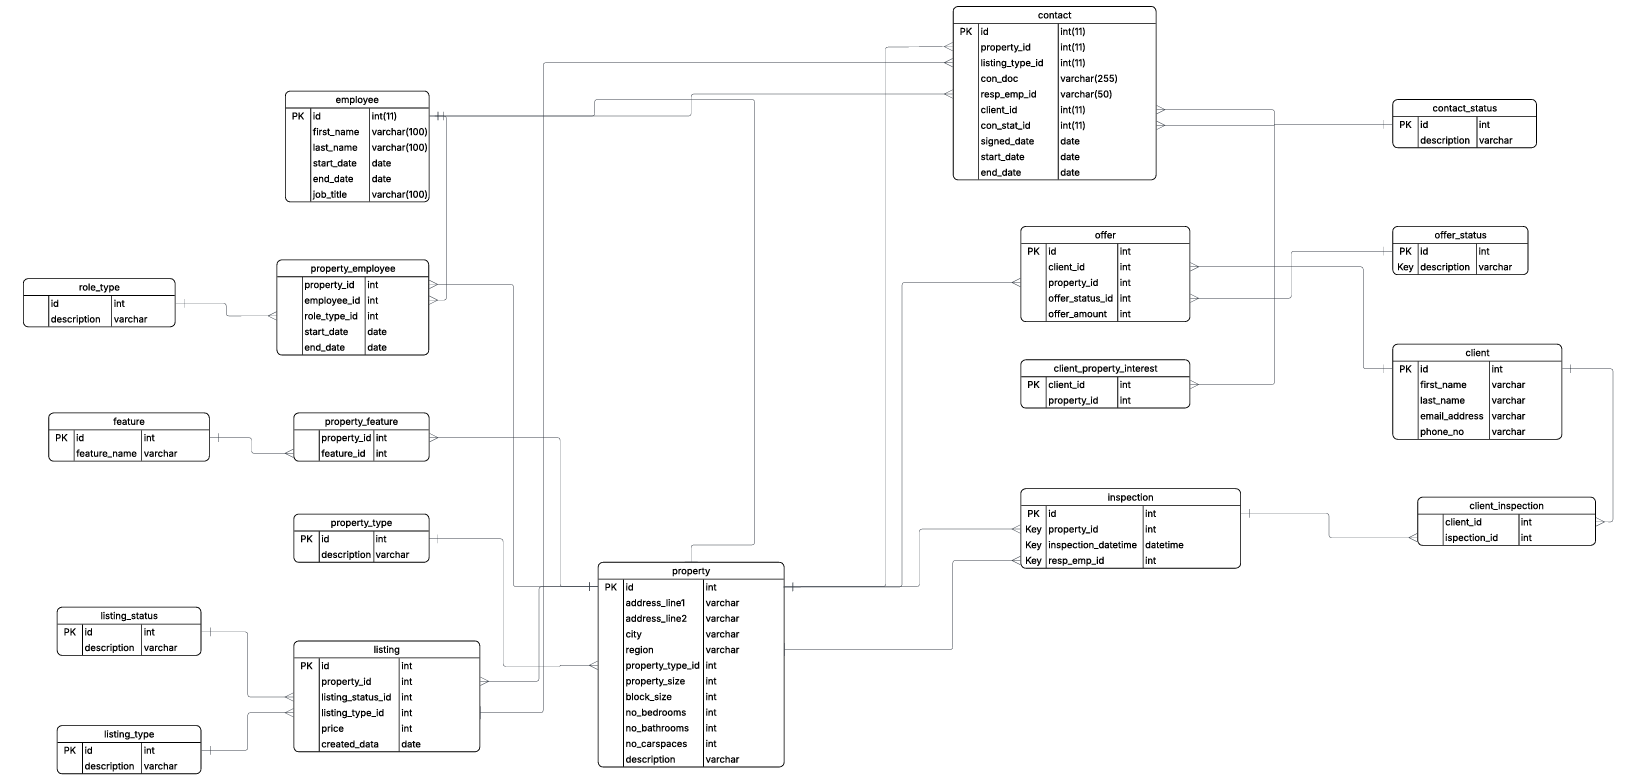 contact
PK id int(11)
property_id int(11)
listing_type_id int(11)
con_doc varchar(255)
resp_emp_id varchar(50)
client_id int(11)
con_stat_id int(11)
signed_date date
start_date date
end_date date
employee
PK id int(11)
first_name varchar(100)
last_name varchar(100)
start_date date
end_date date
job_title varchar(100)
contact_status
PK id int
description varchar
offer
PK id int
client_id int
property_id int
offer_status_id int
offer_amount int
offer_status
PK id int
Key description varchar
property_employee
property_id int
employee_id int
role_type_id int
start_date date
end_date date
role_type
id int
description varchar
client_property_interest
PK client_id int
property_id int
client
PK id int
first_name varchar
last_name varchar
email_address varchar
phone_no varchar
feature
PK id int
feature_name varchar
property_feature
property_id int
feature_id int
inspection
PK id int
Key property_id int
Key inspection_datetime datetime
Key resp_emp_id int
client_inspection
client_id int
ispection_id int
property_type
PK id int
description varchar
property
PK id int
address_line1 varchar
address_line2 varchar
city varchar
region varchar
property_type_id int
property_size int
block_size int
no_bedrooms int
no_bathrooms int
no_carspaces int
description varchar
listing_status
PK id int
description varchar
listing
PK id int
property_id int
listing_status_id int
listing_type_id int
price int
created_data date
listing_type
PK id int
description varchar